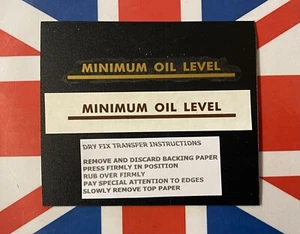 MINIMUM OIL LEVEL
MINIMUM OIL LEVEL
DRY FIX TRANSFER INSTRUCTIONS
REMOVE AND DISCARD BACKING PAPER
PRESS FIRMLY IN POSITION
RUB OVER FIRMLY
PAY SPECIAL ATTENTION TO EDGES
SLOWLY REMOVE TOP PAPER